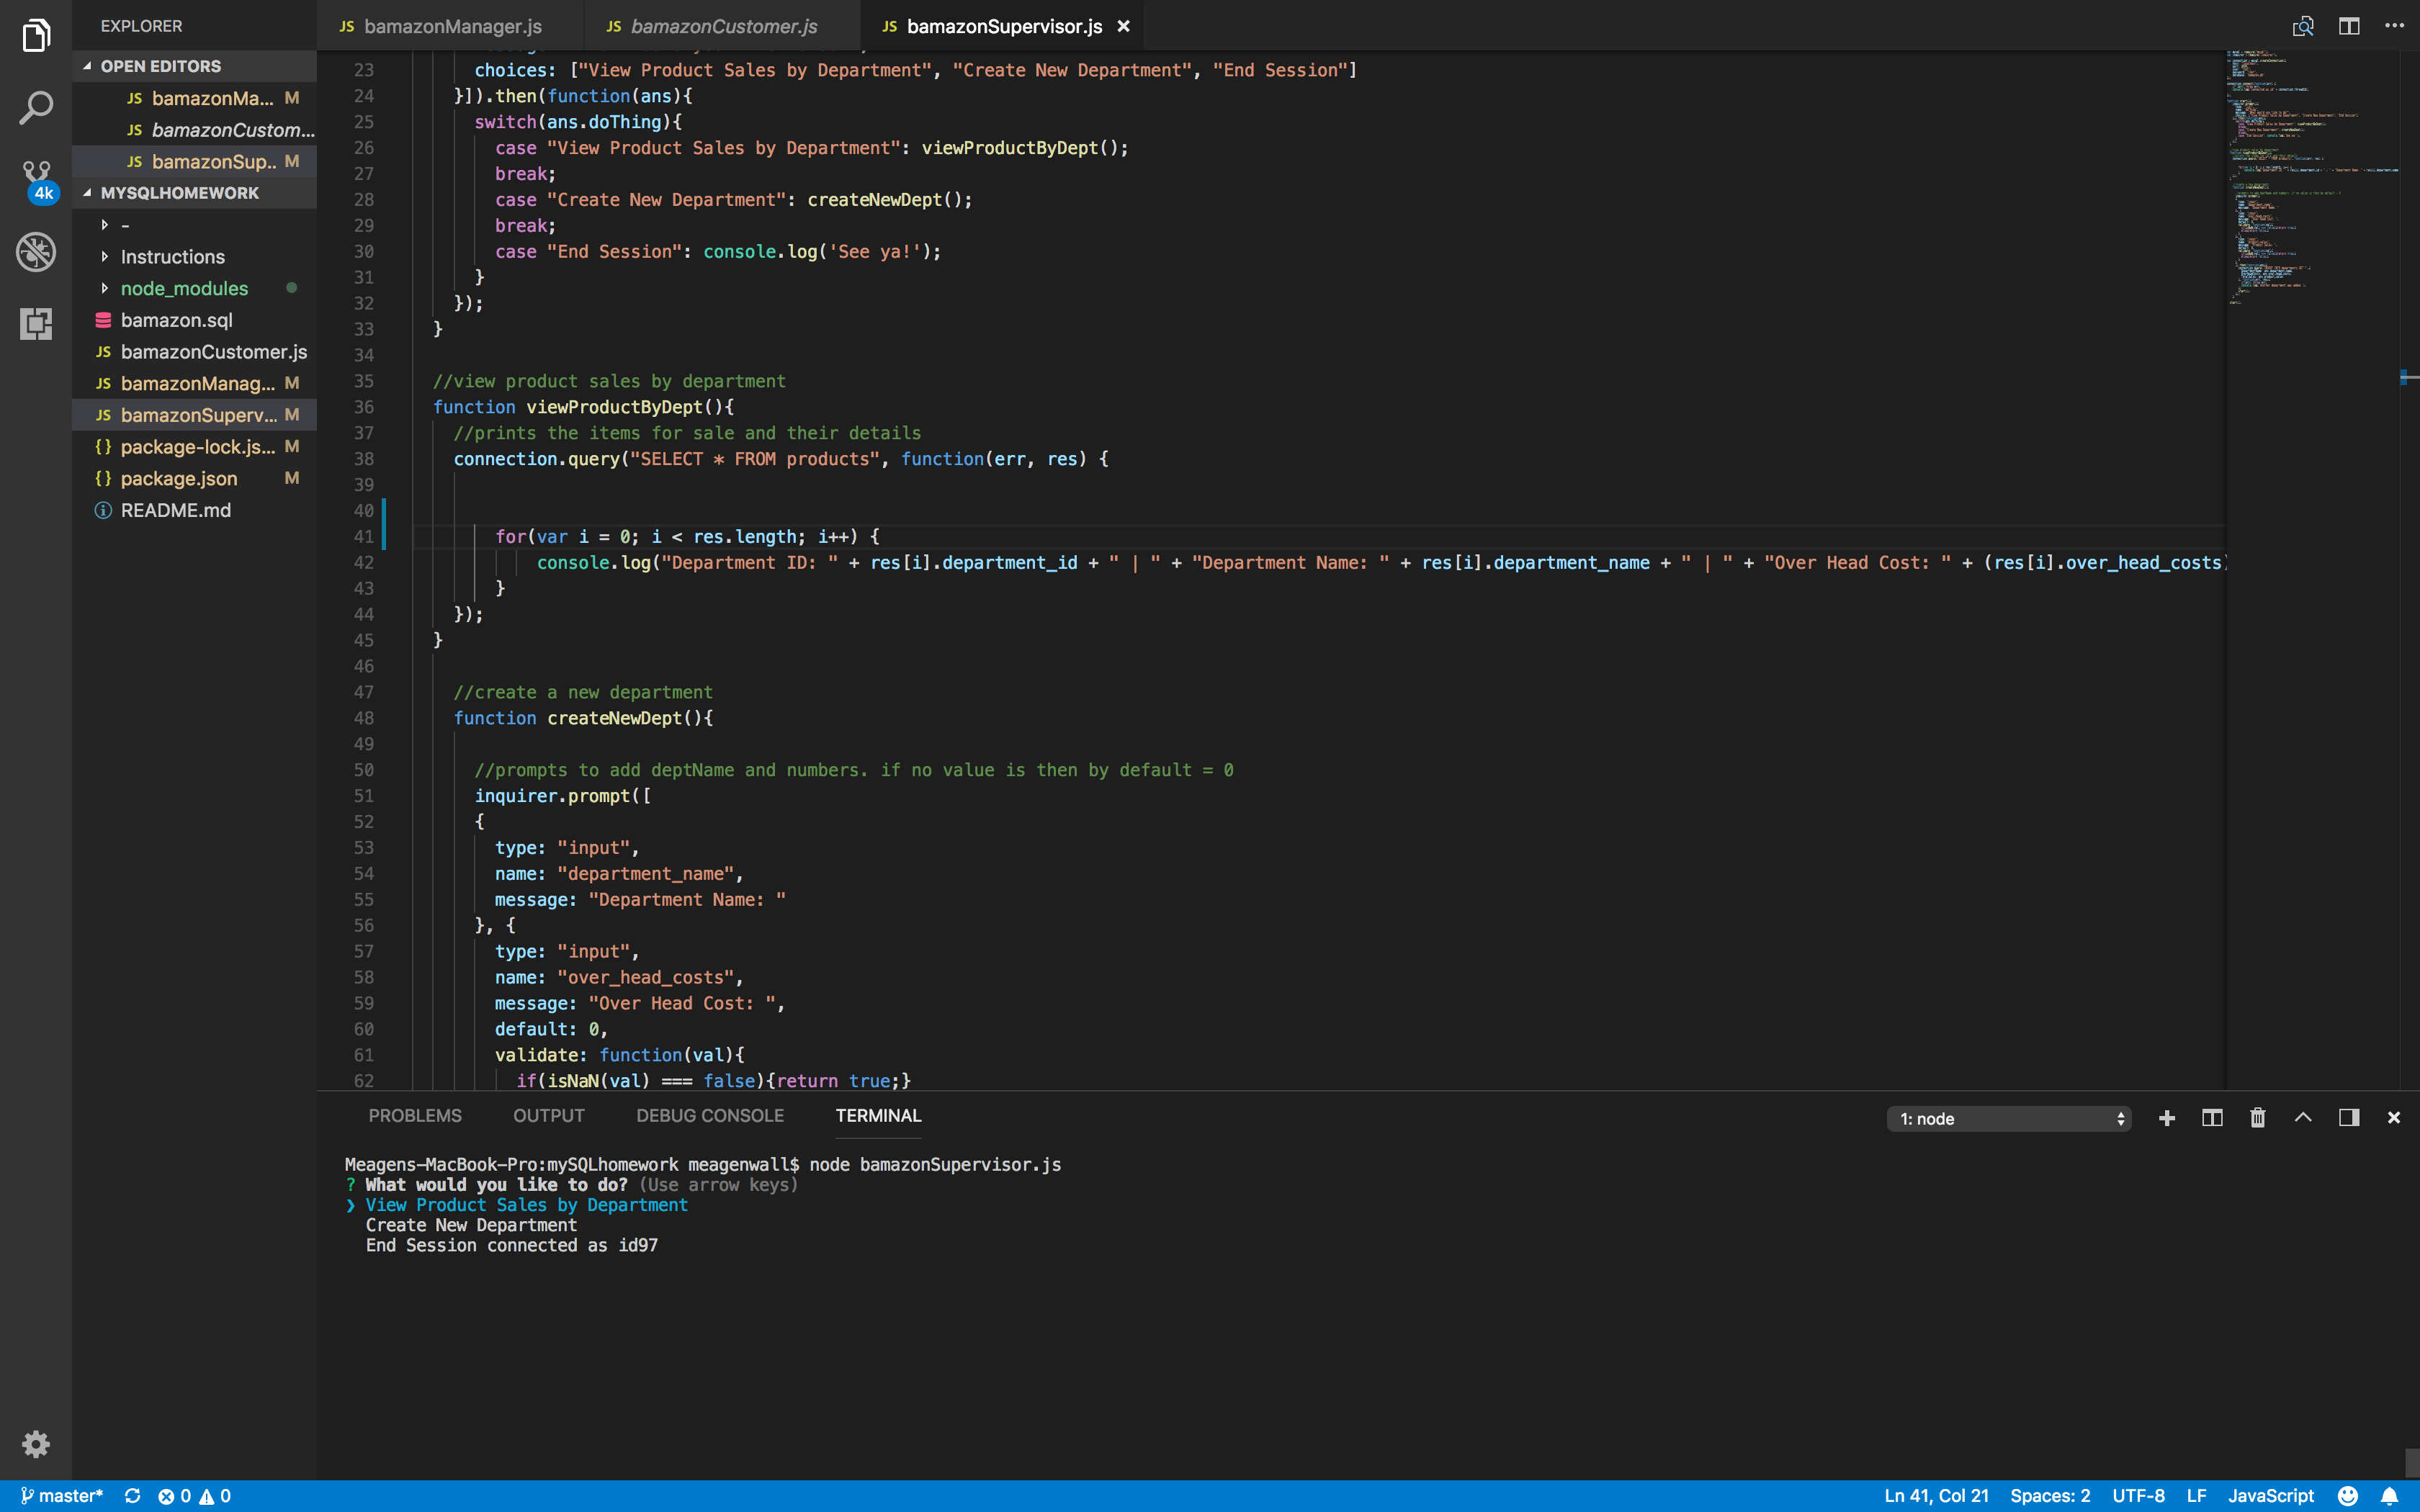 EXPLORER
OPEN EDITORS
JS bamazonMa... M
JS bamazonCustom...
JS bamazonSup... M
4k
MYSQLHOMEWORK
-
Instructions
node_modules
bamazon.sql
JS bamazonCustomer.js
JS bamazonManag... M
JS bamazonSuperv... M
{} package-lock.js... M
{} package.json M
README.md
JS bamazonManager.js JS bamazonCustomer.js JS bamazonSupervisor.js
23 choices: ["View Product Sales by Department", "Create New Department", "End Session"]
24 }]).then(function(ans){
25 switch(ans.doThing){
26 case "View Product Sales by Department": viewProductByDept();
27 break;
28 case "Create New Department": createNewDept();
29 break;
30 case "End Session": console.log('See ya!');
31 }
32 });
33 }
34
35 //view product sales by department
36 function viewProductByDept(){
37 //prints the items for sale and their details
38 connection.query("SELECT * FROM products", function(err, res) {
39
40
41 for(var i = 0; i < res.length; i++) {
42 console.log("Department ID: " + res[i].department_id + " | " + "Department Name: " + res[i].department_name + " | " + "Over Head Cost: " + (res[i].over_head_costs)
43 }
44 });
45 }
46
47 //create a new department
48 function createNewDept(){
49
50 //prompts to add deptName and numbers. if no value is then by default = 0
51 inquirer.prompt([
52 {
53 type: "input",
54 name: "department_name",
55 message: "Department Name: "
56 }, {
57 type: "input",
58 name: "over_head_costs",
59 message: "Over Head Cost: ",
60 default: 0,
61 validate: function(val){
62 if(isNaN(val) === false){return true;}
PROBLEMS OUTPUT DEBUG CONSOLE TERMINAL 1: node
Meagens-MacBook-Pro:mySQLhomework meagenwall$ node bamazonSupervisor.js
? What would you like to do? (Use arrow keys)
❯ View Product Sales by Department
Create New Department
End Session connected as id97
master* 0 0 Ln 41, Col 21 Spaces: 2 UTF-8 LF JavaScript